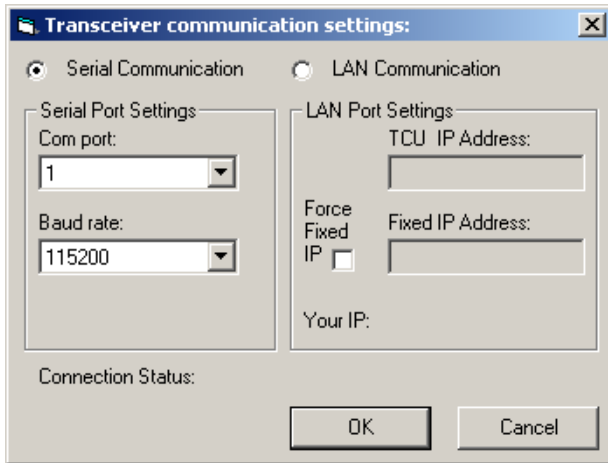 Transceiver communication settings:
Serial Communication
LAN Communication
Serial Port Settings
Com port:
1
Baud rate:
115200
LAN Port Settings
TCU IP Address:
Force
Fixed
IP
Fixed IP Address:
Your IP:
Connection Status:
OK
Cancel